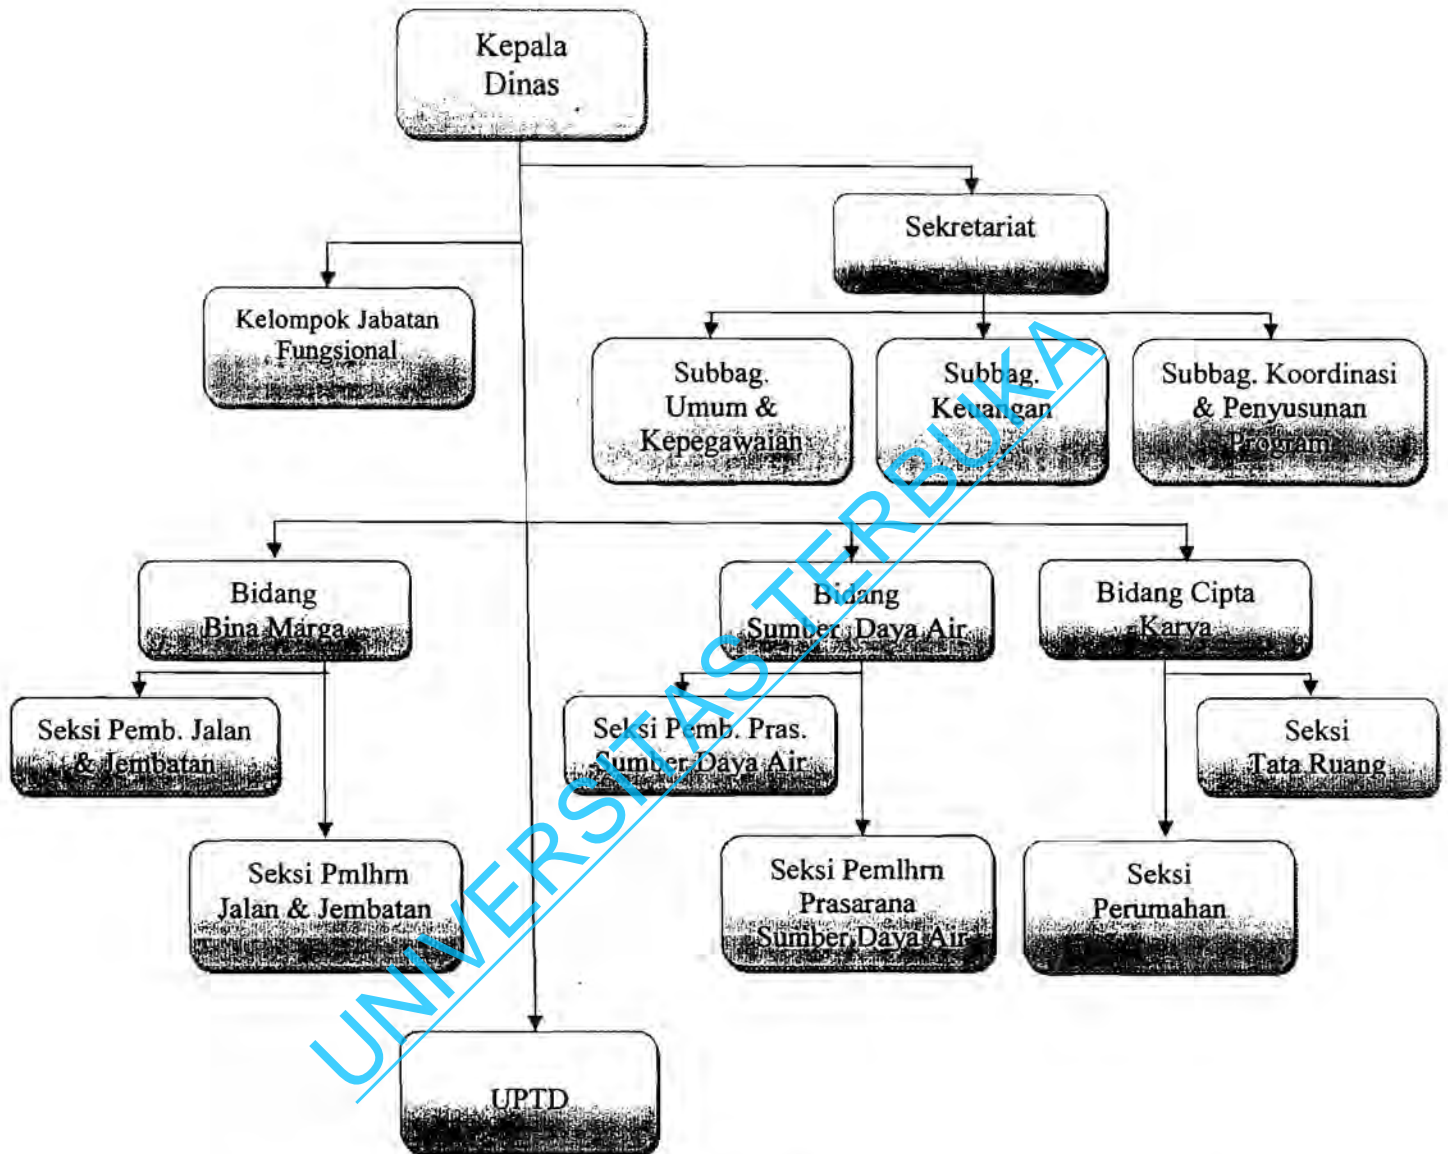 Kepala
Dinas
Sekretariat
Kelompok Jabatan
Fungsional
Subbag.
Umum &
Kepegawaian
Subbag.
Keuangan
Subbag. Koordinasi
& Penyusunan
Program
Bidang
Bina Marga
Bidang
Sumber Daya Air
Bidang Cipta
Karya
Seksi Pemb. Jalan
& Jembatan
Seksi Pemb. Pras.
Sumber Daya Air
Seksi
Tata Ruang
Seksi Pmlhrn
Jalan & Jembatan
Seksi Pemlhrn
Prasarana
Sumber Daya Air
Seksi
Perumahan
UPTD
UNIVERSITAS TERBUKA